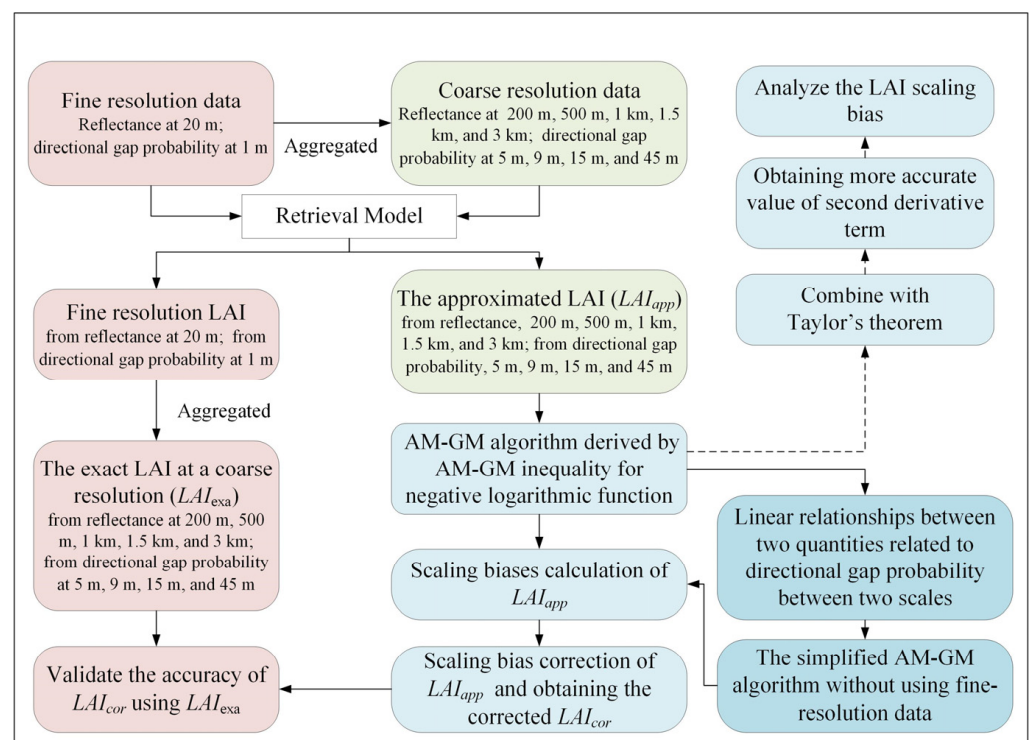 Fine resolution data
Reflectance at 20 m;
directional gap probability at 1 m
Aggregated
Coarse resolution data
Reflectance at 200 m, 500 m, 1 km, 1.5
km, and 3 km; directional gap
probability at 5 m, 9 m, 15 m, and 45 m
Retrieval Model
Fine resolution LAI
from reflectance at 20 m; from
directional gap probability at 1 m
Aggregated
The exact LAI at a coarse
resolution (LAIexa)
from reflectance at 200 m, 500
m, 1 km, 1.5 km, and 3 km;
from directional gap probability
at 5 m, 9 m, 15 m, and 45 m
Validate the accuracy of
LAIcor using LAIexa
The approximated LAI (LAIapp)
from reflectance, 200 m, 500 m, 1 km,
1.5 km, and 3 km; from directional gap
probability, 5 m, 9 m, 15 m, and 45 m
AM-GM algorithm derived by
AM-GM inequality for
negative logarithmic function
Scaling biases calculation of
LAIapp
Scaling bias correction of
LAIapp and obtaining the
corrected LAIcor
Analyze the LAI scaling
bias
Obtaining more accurate
value of second derivative
term
Combine with
Taylor's theorem
Linear relationships between
two quantities related to
directional gap probability
between two scales
The simplified AM-GM
algorithm without using fine-
resolution data